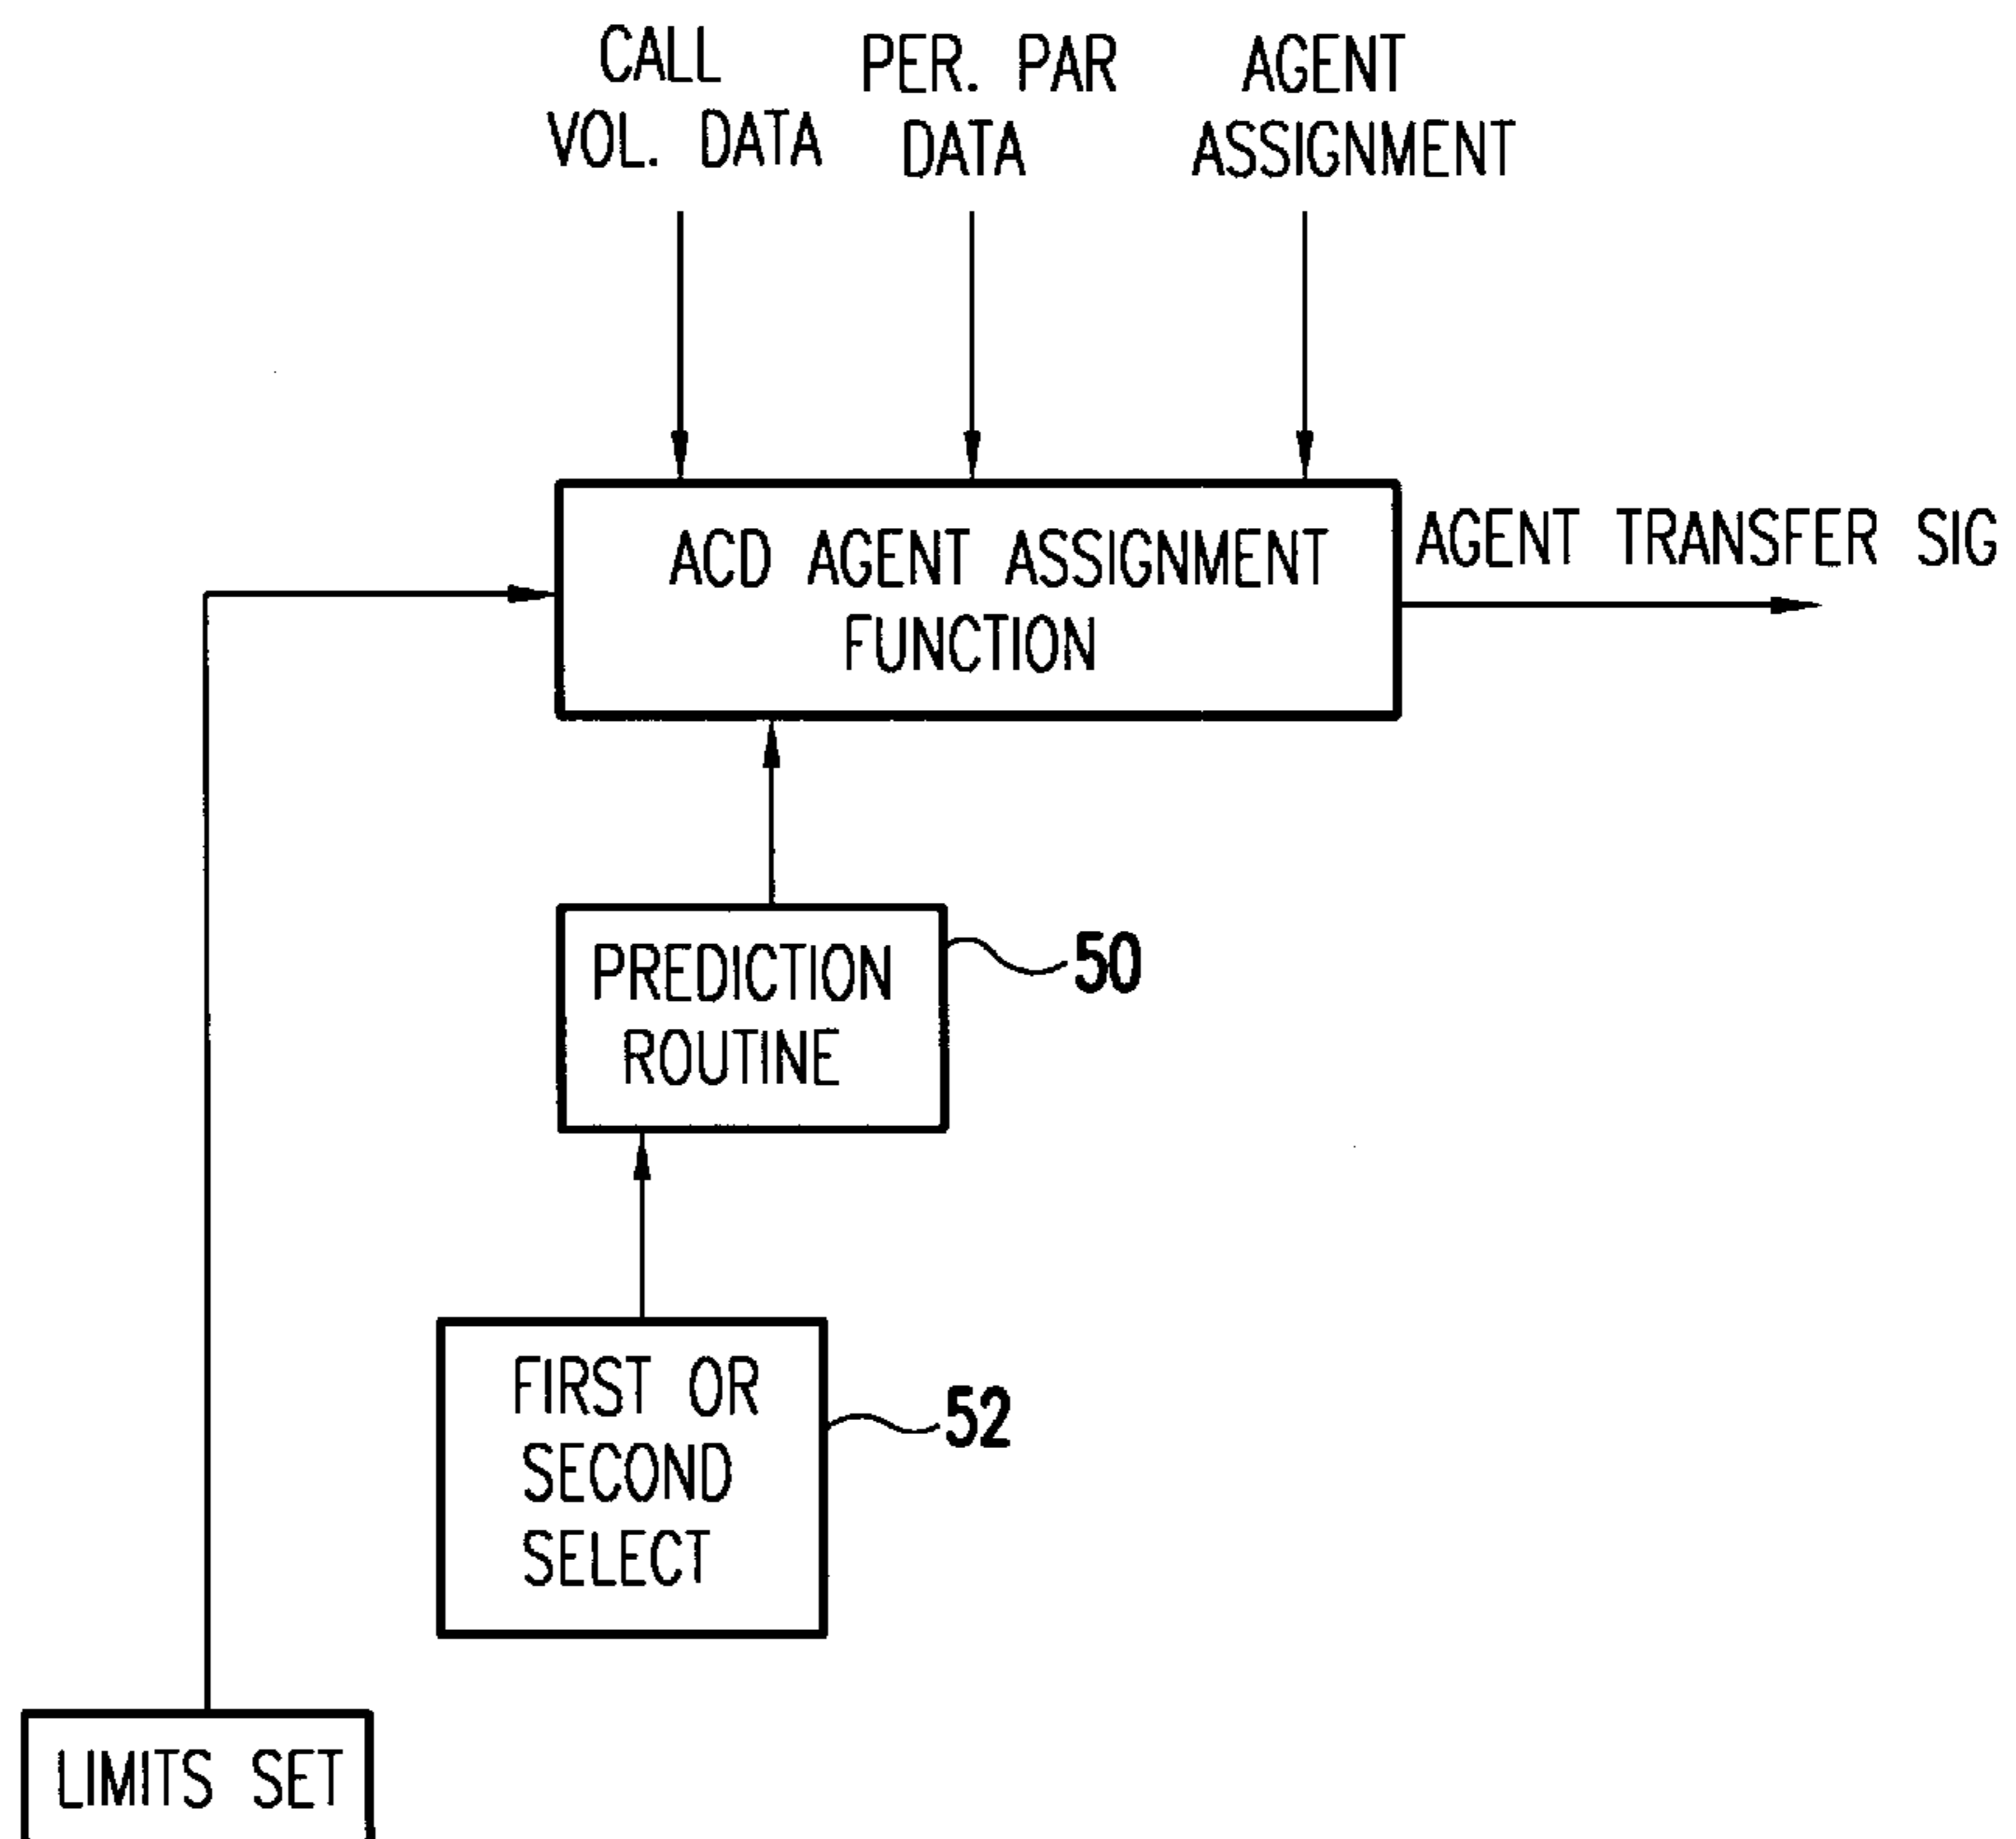 CALL
VOL. DATA
PER. PAR
DATA
AGENT
ASSIGNMENT
ACD AGENT ASSIGNMENT
FUNCTION
AGENT TRANSFER SIG
PREDICTION
ROUTINE
50
FIRST OR
SECOND
SELECT
52
LIMITS SET